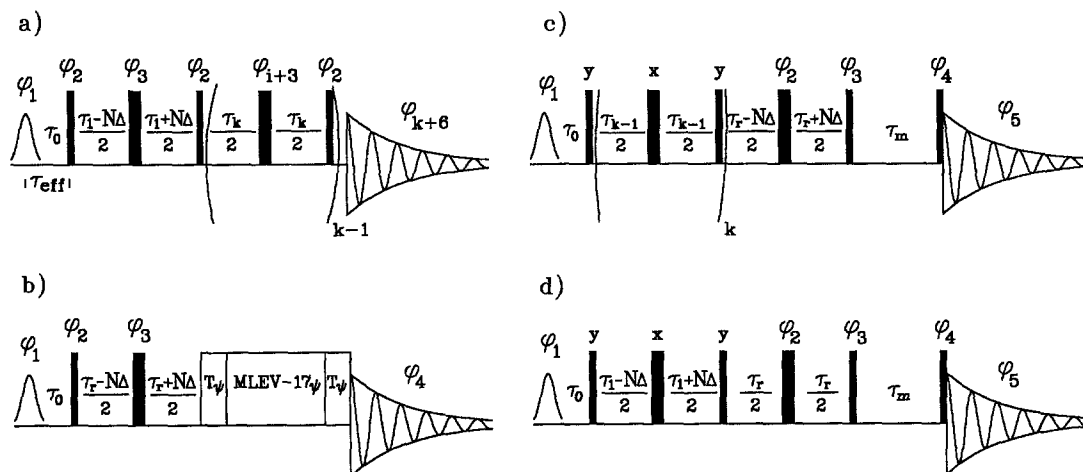 a)
φ₁ τ₀ φ₂ τ₁-NΔ/2 φ₃ τ₁+NΔ/2 φ₂ τₖ/2 φᵢ₊₃ τₖ/2 φ₂ φₖ₊₆
τeff
k-1
b)
φ₁ τ₀ φ₂ τᵣ-NΔ/2 φ₃ τᵣ+NΔ/2 Tψ MLEV-17ψ Tψ φ₄
c)
φ₁ τ₀ y τₖ₋₁/2 x τₖ₋₁/2 y τᵣ-NΔ/2 φ₂ τᵣ+NΔ/2 φ₃ τₘ φ₄ φ₅
k
d)
φ₁ τ₀ y τ₁-NΔ/2 x τ₁+NΔ/2 y τᵣ/2 φ₂ τᵣ/2 φ₃ τₘ φ₄ φ₅